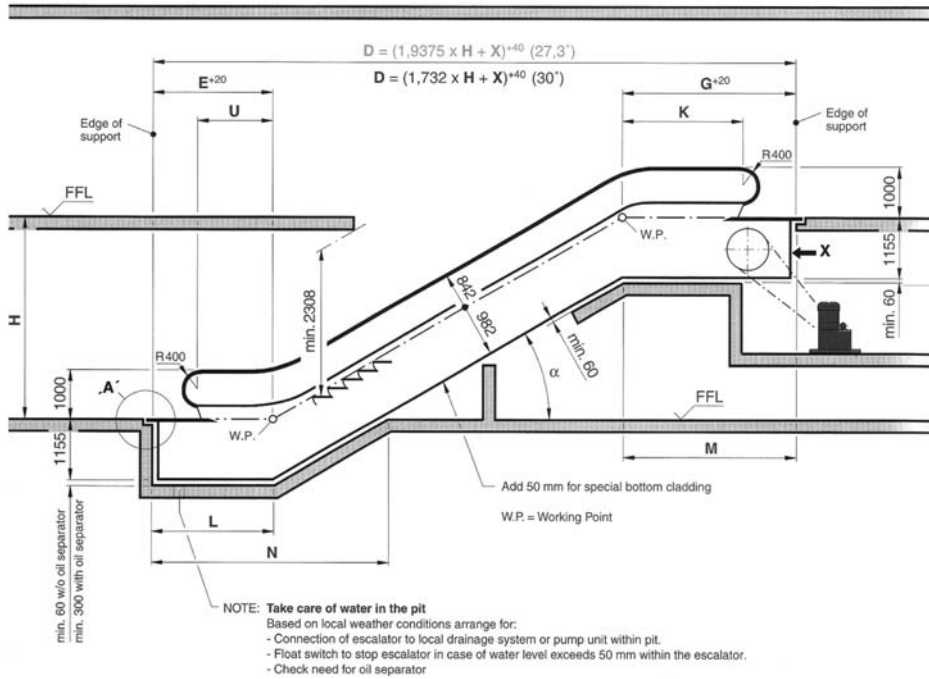 D = (1,9375 x H + X)+40 (27,3°)
D = (1,732 x H + X)+40 (30°)
E+20
G+20
U
K
Edge of
support
Edge of
support
R400
FFL
1000
W.P.
X
1155
842
982
min. 2308
H
min. 60
min. 60
R400
‚A´
1000
α
FFL
W.P.
1155
M
Add 50 mm for special bottom cladding
W.P. = Working Point
L
N
min. 60 w/o oil separator
min. 300 with oil separator
NOTE: Take care of water in the pit
Based on local weather conditions arrange for:
- Connection of escalator to local drainage system or pump unit within pit.
- Float switch to stop escalator in case of water level exceeds 50 mm within the escalator.
- Check need for oil separator